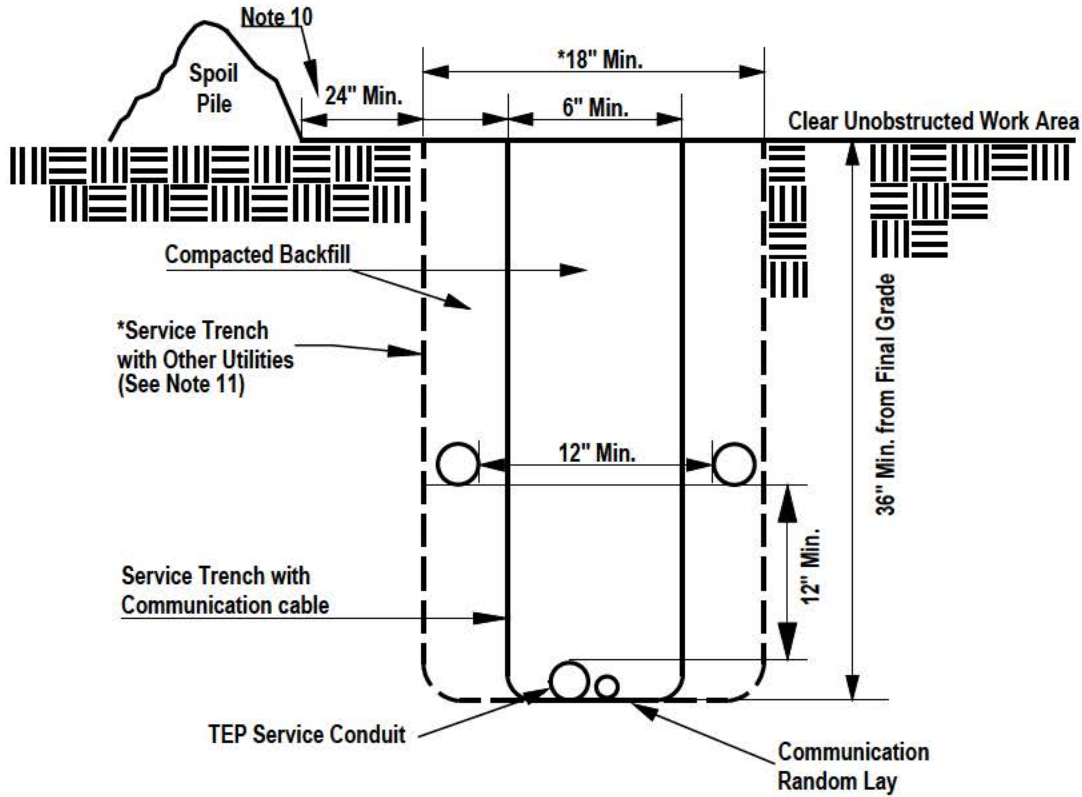 Note 10
Spoil
Pile
*18" Min.
24" Min.
6" Min.
Clear Unobstructed Work Area
Compacted Backfill
*Service Trench
with Other Utilities
(See Note 11)
12" Min.
36" Min. from Final Grade
12" Min.
Service Trench with
Communication cable
TEP Service Conduit
Communication
Random Lay